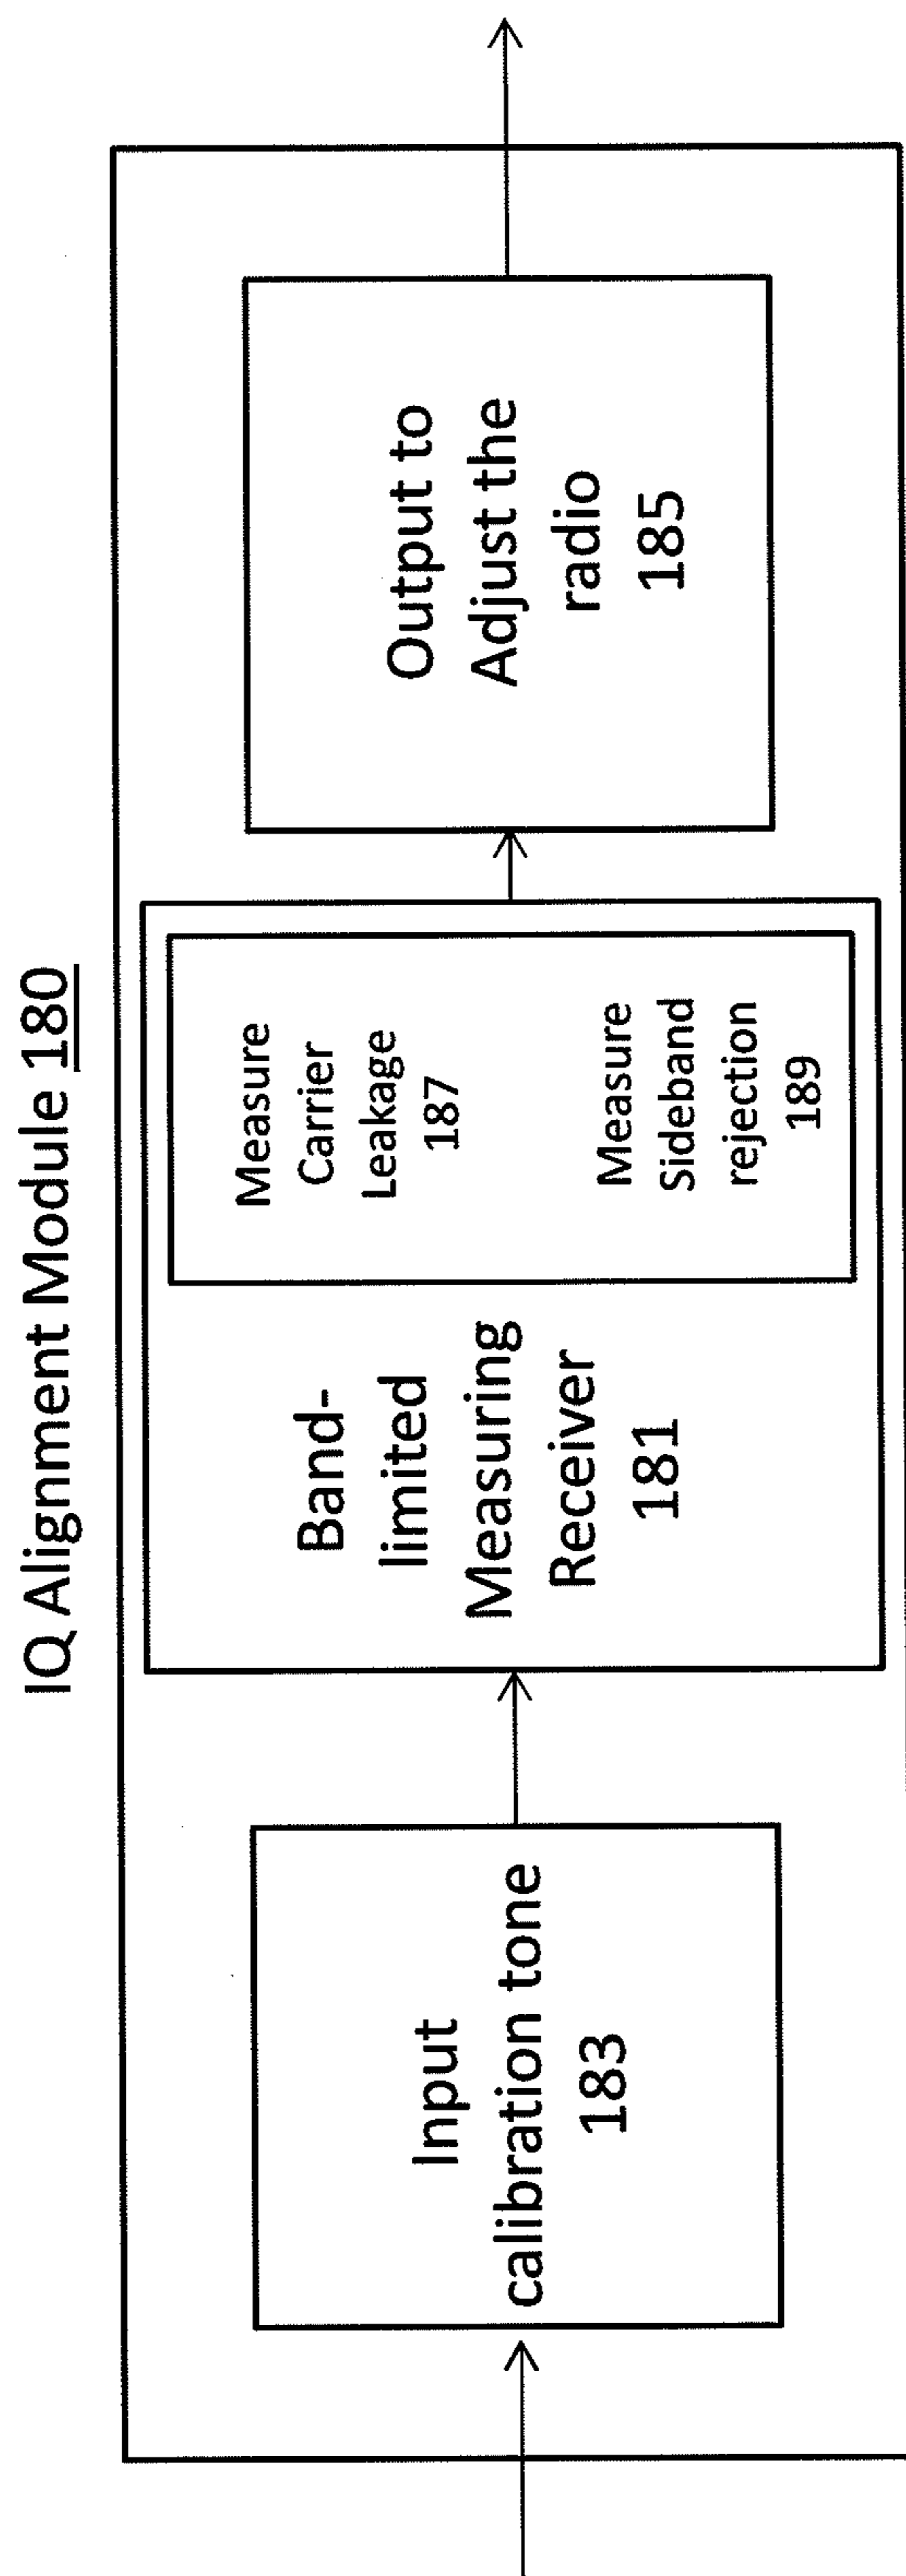 IQ Alignment Module 180
Input
calibration tone
183
Band-
limited
Measuring
Receiver
181
Measure
Carrier
Leakage
187
Measure
Sideband
rejection
189
Output to
Adjust the
radio
185